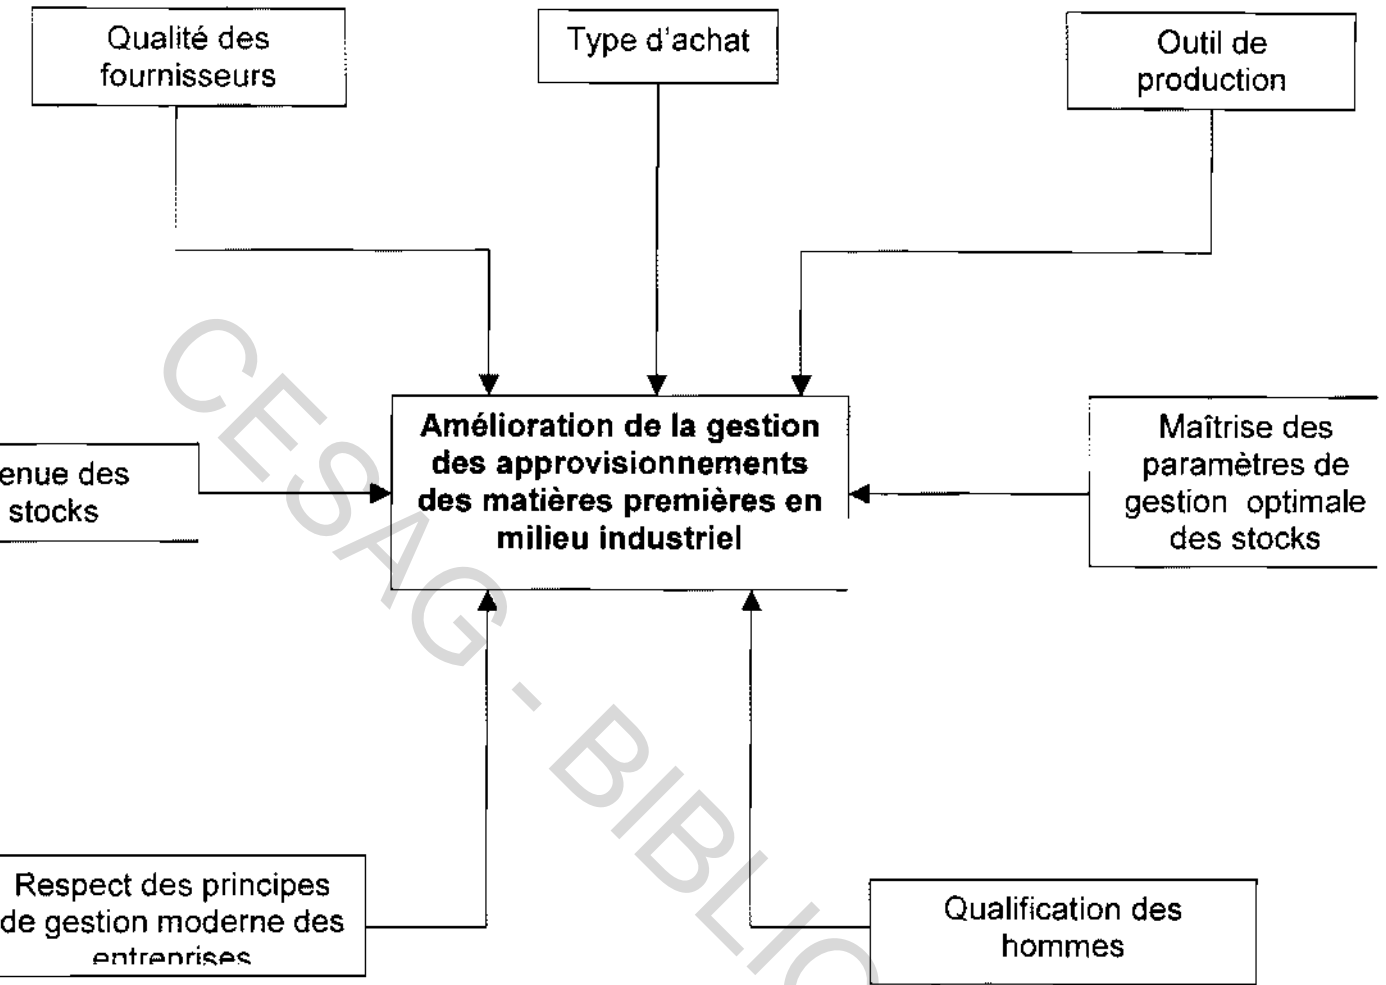 Qualité des
fournisseurs
Type d'achat
Outil de
production
Amélioration de la gestion
des approvisionnements
des matières premières en
milieu industriel
enue des
stocks
Maîtrise des
paramètres de
gestion optimale
des stocks
Respect des principes
de gestion moderne des
entreprises
Qualification des
hommes
CESAG - BIBLIO